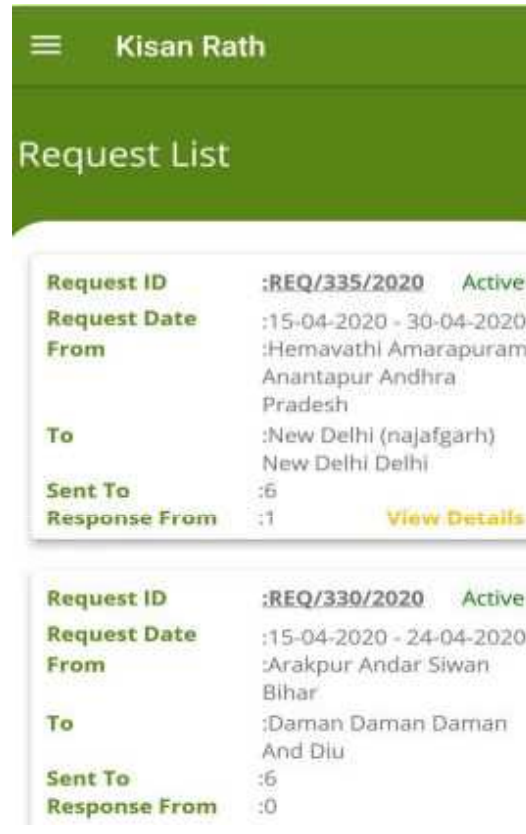 Kisan Rath
Request List
Request ID :REQ/335/2020 Active
Request Date :15-04-2020 - 30-04-2020
From :Hemavathi Amarapuram
Anantapur Andhra
Pradesh
To :New Delhi (najafgarh)
New Delhi Delhi
Sent To :6
Response From :1 View Details
Request ID :REQ/330/2020 Active
Request Date :15-04-2020 - 24-04-2020
From :Arakpur Andar Siwan
Bihar
To :Daman Daman Daman
And Diu
Sent To :6
Response From :0